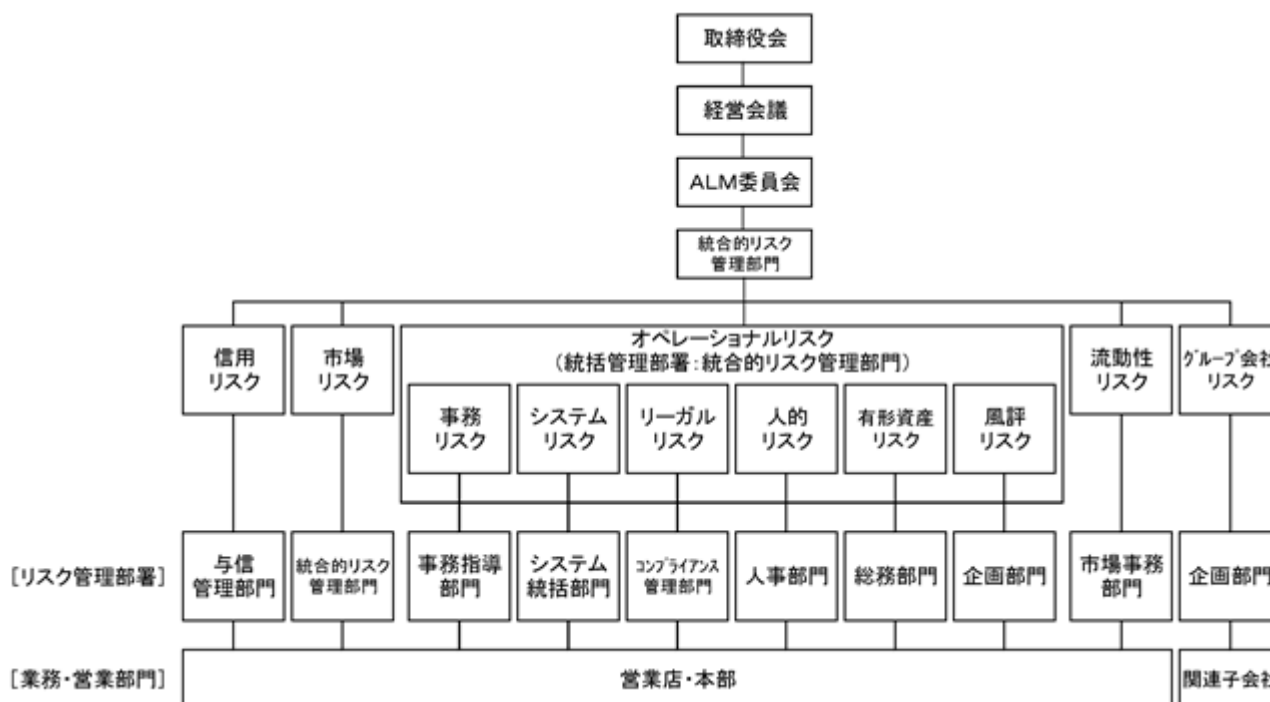 取締役会
経営会議
ALM委員会
統合的リスク
管理部門
信用
リスク
市場
リスク
オペレーショナルリスク
(統括管理部署:統合的リスク管理部門)
事務
リスク
システム
リスク
リーガル
リスク
人的
リスク
有形資産
リスク
風評
リスク
流動性
リスク
グループ会社
リスク
[リスク管理部署]
与信
管理部門
統合的リスク
管理部門
事務指導
部門
システム
統括部門
コンプライアンス
管理部門
人事部門
総務部門
企画部門
市場事務
部門
企画部門
[業務・営業部門]
営業店・本部
関連子会社